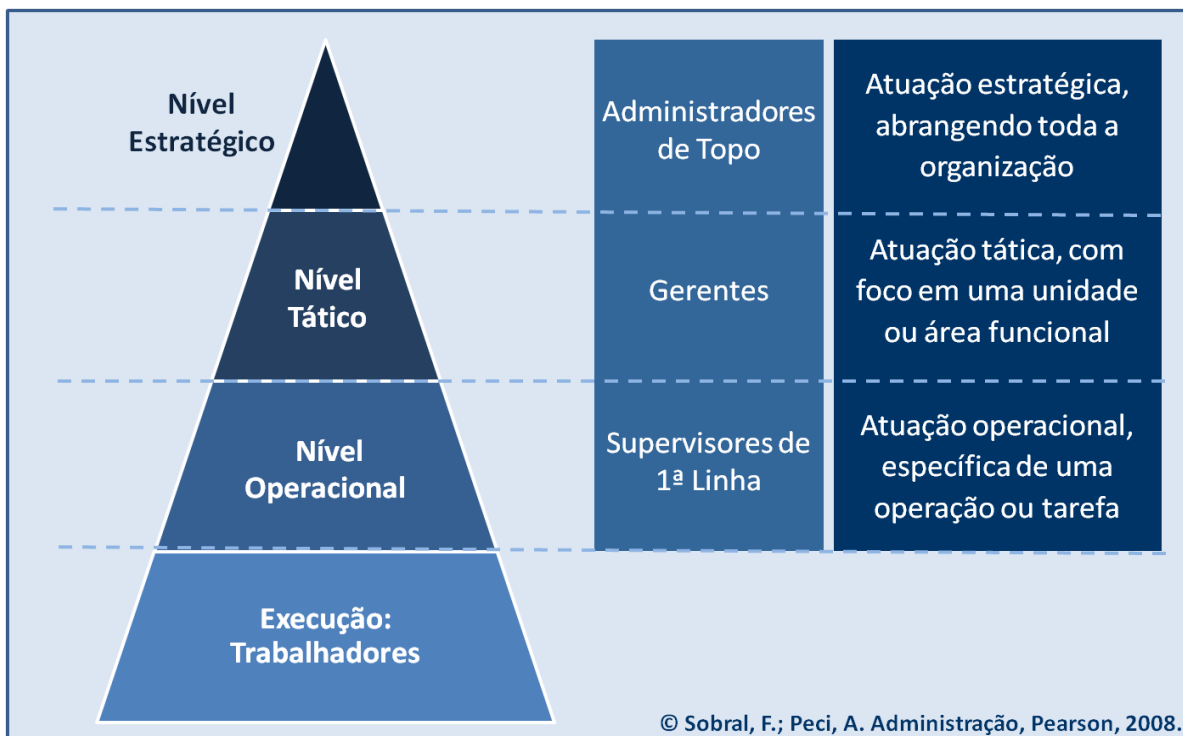 Nível
Estratégico
Administradores
de Topo
Atuação estratégica,
abrangendo toda a
organização
Nível
Tático
Gerentes
Atuação tática, com
foco em uma unidade
ou área funcional
Nível
Operacional
Supervisores de
1ª Linha
Atuação operacional,
específica de uma
operação ou tarefa
Execução:
Trabalhadores
© Sobral, F.; Peci, A. Administração, Pearson, 2008.